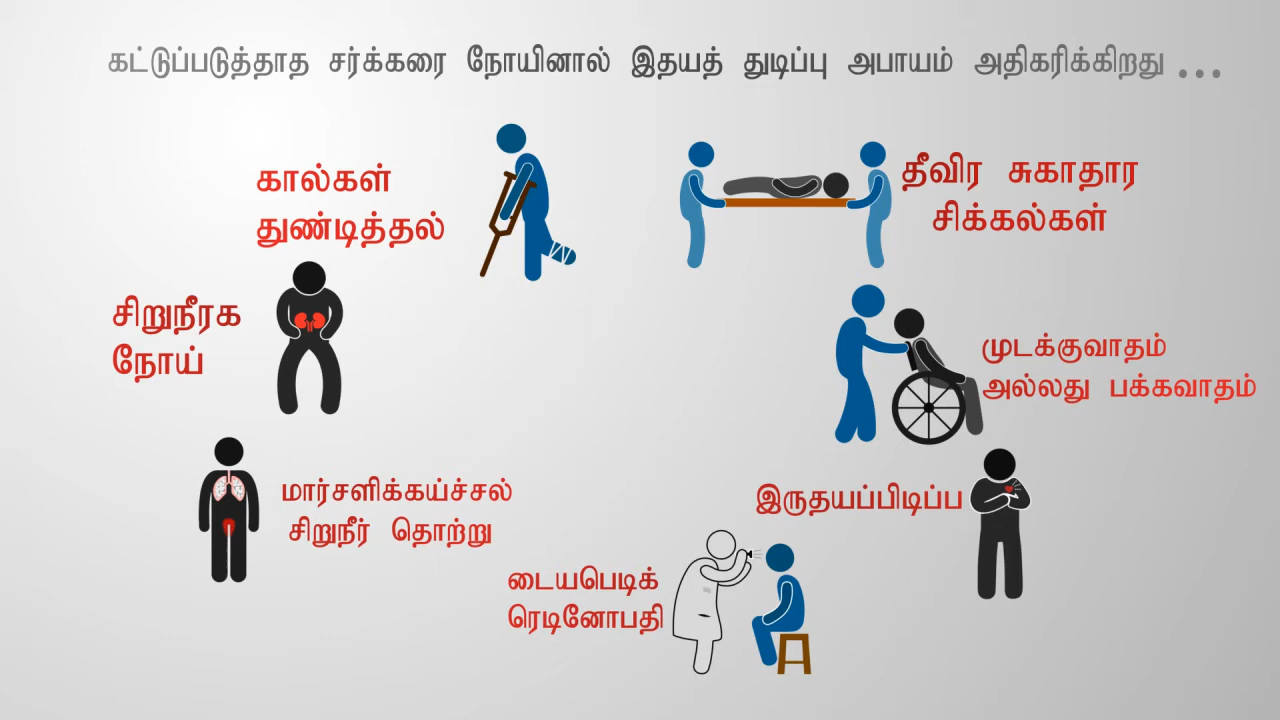 கட்டுப்படுத்தாத சர்க்கரை நோயினால் இதயத் துடிப்பு அபாயம் அதிகரிக்கிறது ...
கால்கள்
துண்டித்தல்
தீவிர சுகாதார
சிக்கல்கள்
சிறுநீரக
நோய்
முடக்குவாதம்
அல்லது பக்கவாதம்
மார்சளிக்கய்ச்சல்
சிறுநீர் தொற்று
இருதயப்பிடிப்ப
டையபெடிக்
ரெடினோபதி